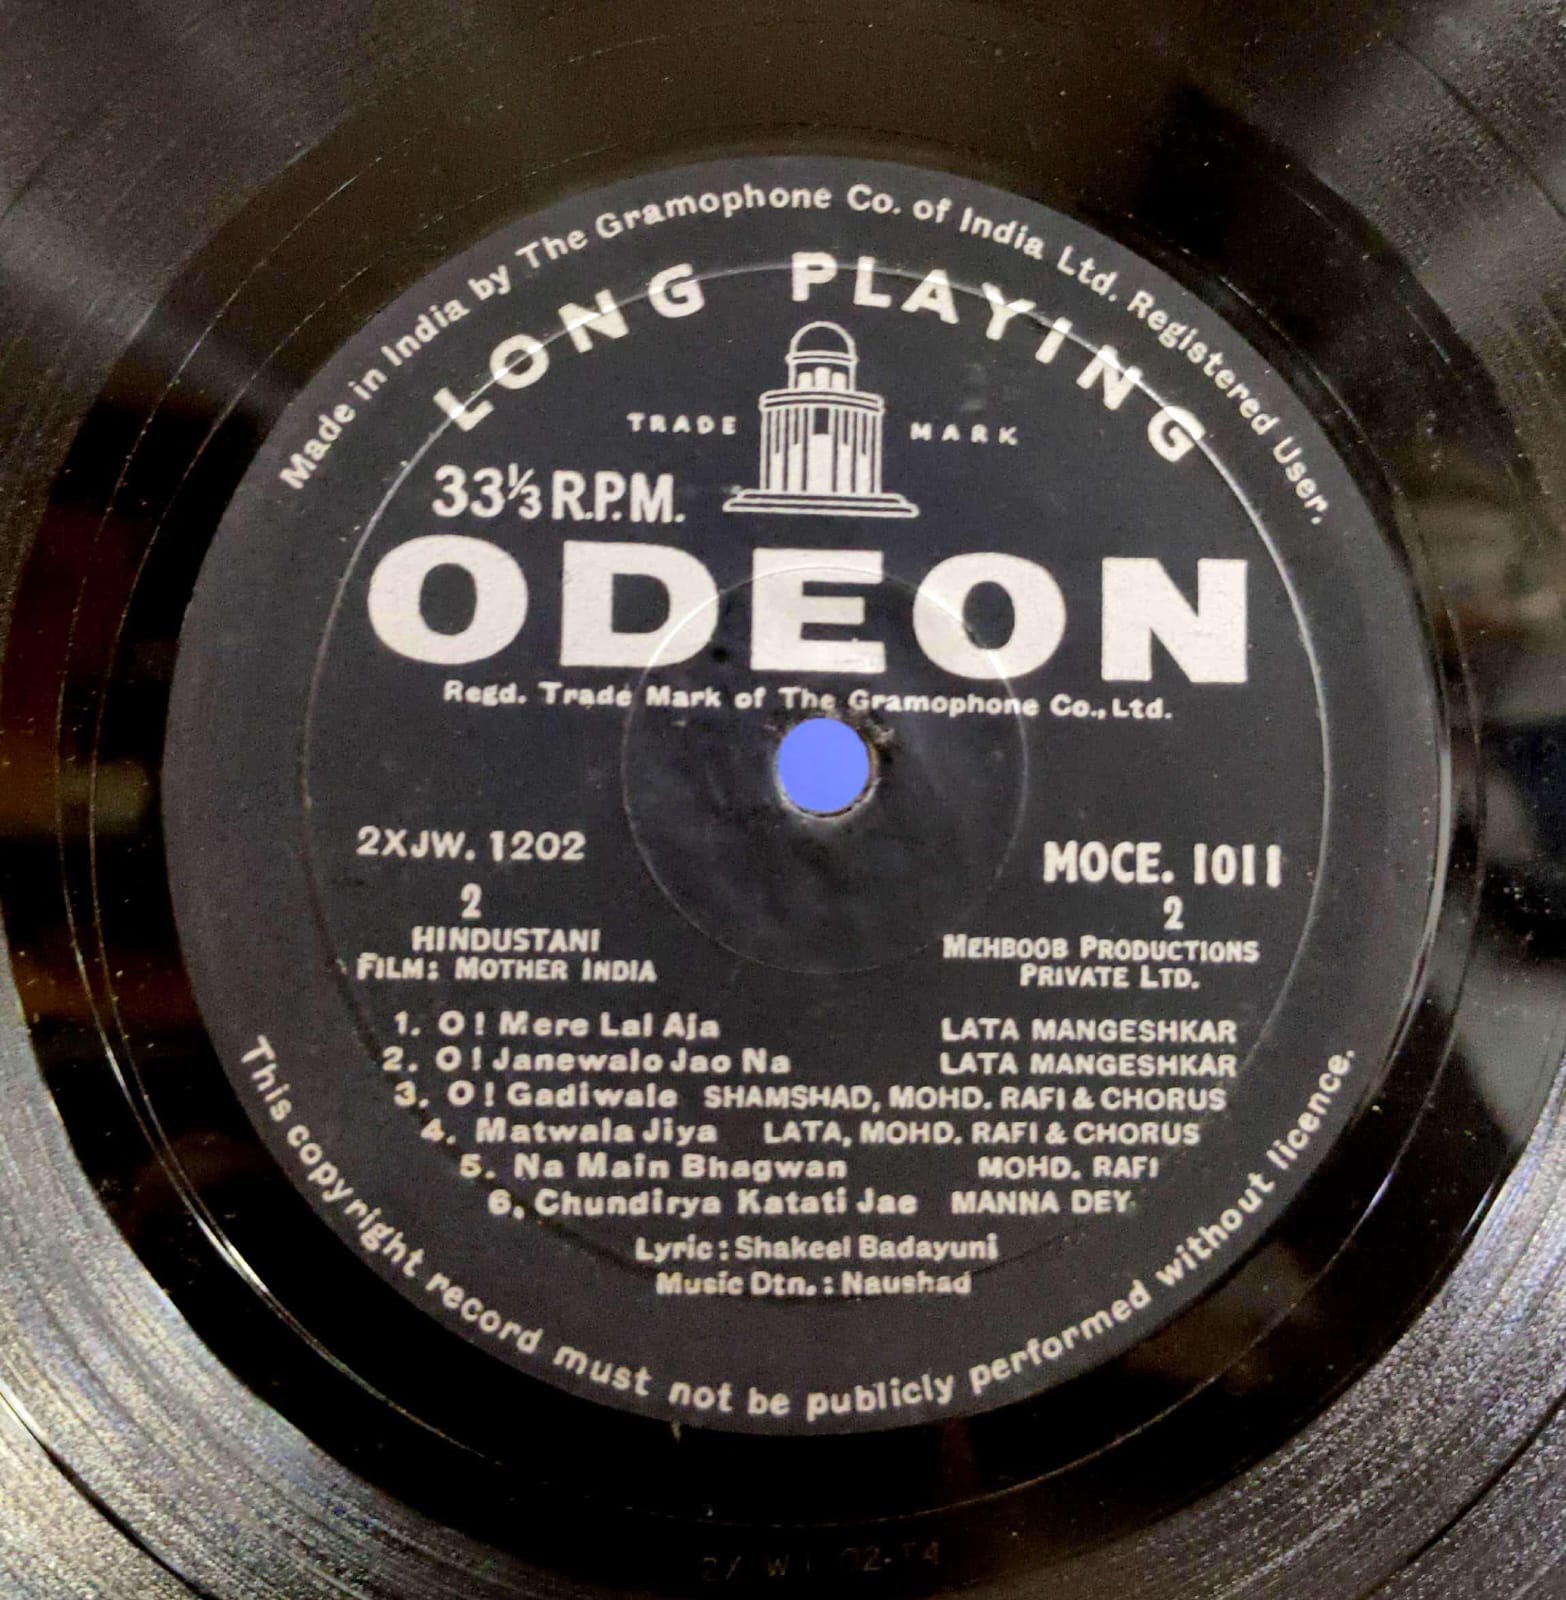 Made in India by The Gramophone Co. of India Ltd. Registered User.
LONG PLAYING
TRADE MARK
33⅓ R.P.M.
ODEON
Regd. Trade Mark of The Gramophone Co., Ltd.
2XJW. 1202 MOCE. 1011
2 2
HINDUSTANI MEHBOOB PRODUCTIONS
FILM: MOTHER INDIA PRIVATE LTD.
1. O! Mere Lal Aja LATA MANGESHKAR
2. O! Janewalo Jao Na LATA MANGESHKAR
3. O! Gadiwale SHAMSHAD, MOHD. RAFI & CHORUS
4. Matwala Jiya LATA, MOHD. RAFI & CHORUS
5. Na Main Bhagwan MOHD. RAFI
6. Chundirya Katati Jae MANNA DEY
Lyric: Shakeel Badayuni
Music Dtn.: Naushad
This copyright record must not be publicly performed without licence.